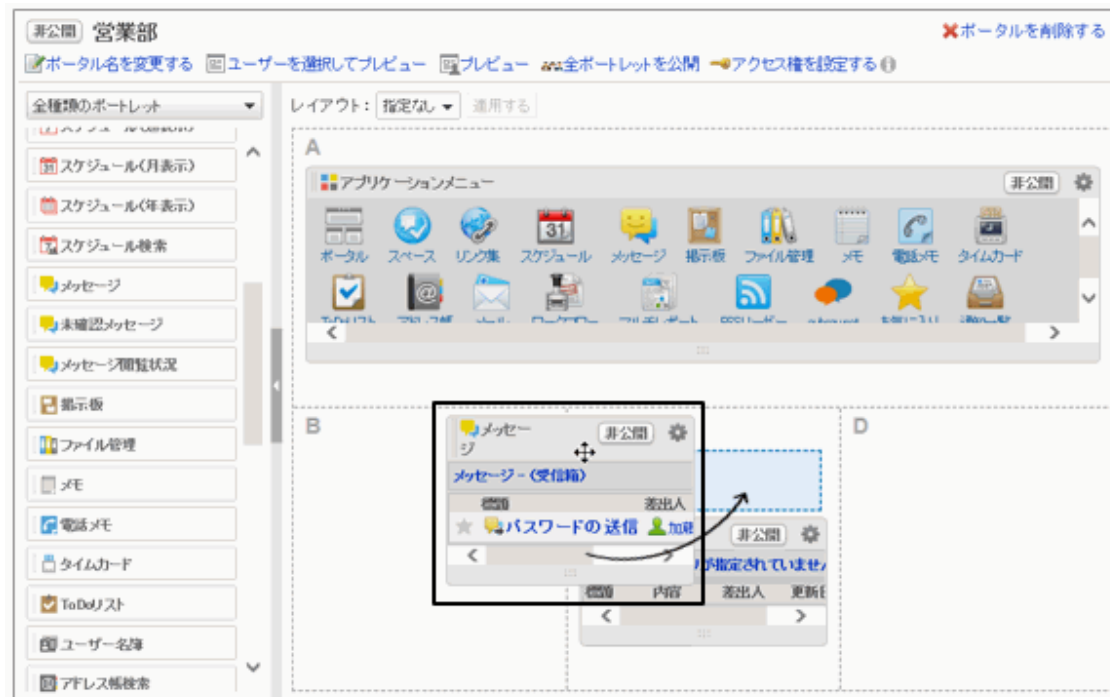 非公開 営業部
✖ポータルを削除する
ポータル名を変更する ユーザーを選択してプレビュー プレビュー 全ポートレットを公開 アクセス権を設定する
全種類のポートレット
レイアウト： 指定なし 適用する
スケジュール(月表示)
スケジュール(年表示)
スケジュール検索
メッセージ
未確認メッセージ
メッセージ閲覧状況
掲示板
ファイル管理
メモ
電話メモ
タイムカード
ToDoリスト
ユーザー名簿
アドレス帳検索
A
アプリケーションメニュー 非公開
ポータル スペース リンク集 スケジュール メッセージ 掲示板 ファイル管理 メモ 電話メモ タイムカード
B
D
メッセー
ジ
非公開
メッセージ - (受信箱)
標題 差出人
パスワードの送信 加藤
非公開
が指定されていませ
標題 内容 差出人 更新